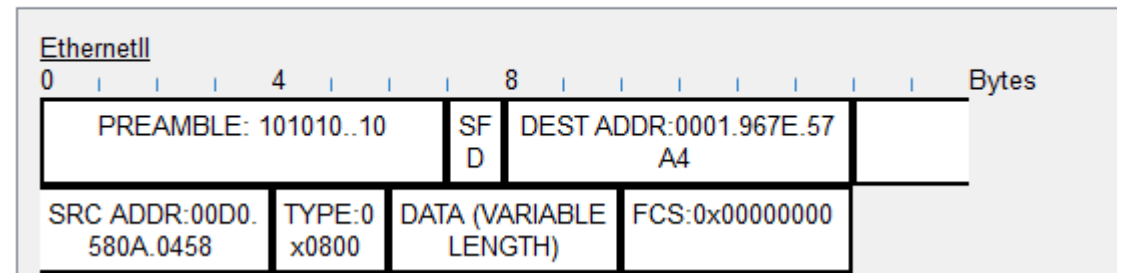 EthernetII
0 4 8 Bytes
PREAMBLE: 101010..10 SF DEST ADDR:0001.967E.57
D A4
SRC ADDR:00D0. TYPE:0 DATA (VARIABLE FCS:0x00000000
580A.0458 x0800 LENGTH)